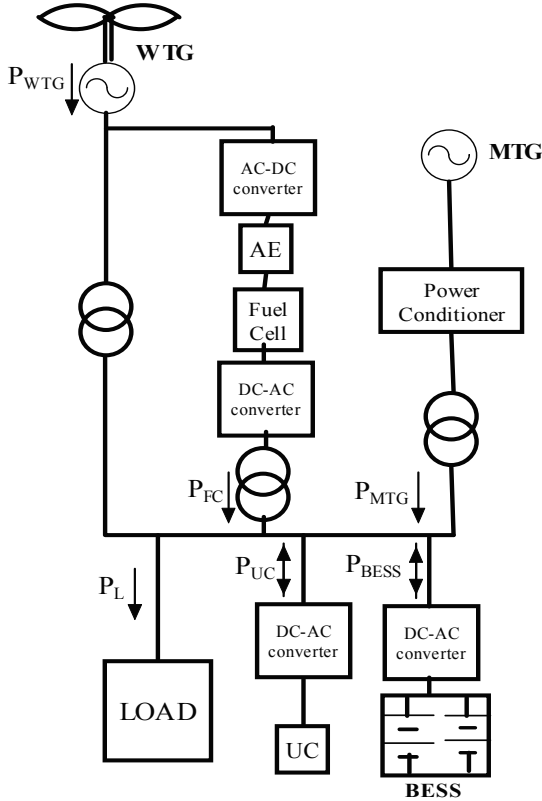 WTG
P_WTG
AC-DC
converter
MTG
AE
Fuel
Cell
Power
Conditioner
DC-AC
converter
P_FC
P_MTG
P_L
P_UC
P_BESS
DC-AC
converter
DC-AC
converter
LOAD
UC
BESS